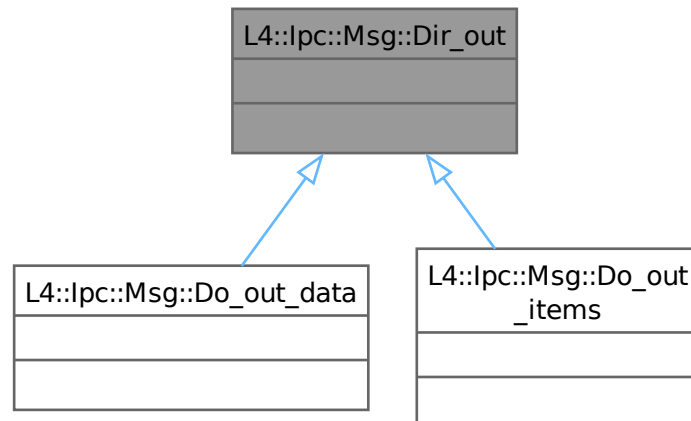 L4::Ipc::Msg::Dir_out
L4::Ipc::Msg::Do_out_data
L4::Ipc::Msg::Do_out
_items